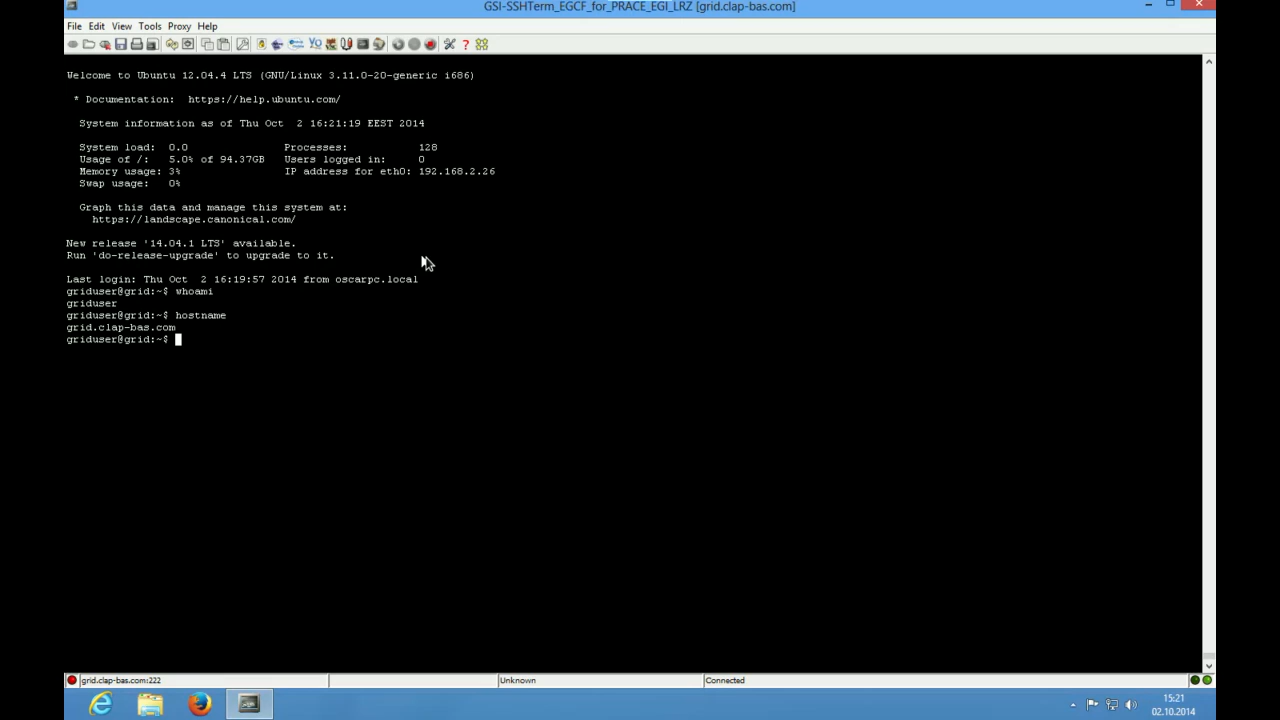 GSI-SSHTerm_EGCF_for_PRACE_EGI_LRZ [grid.clap-bas.com]
File Edit View Tools Proxy Help
Welcome to Ubuntu 12.04.4 LTS (GNU/Linux 3.11.0-20-generic i686)
* Documentation: https://help.ubuntu.com/
System information as of Thu Oct 2 16:21:19 EEST 2014
System load: 0.0 Processes: 128
Usage of /: 5.0% of 94.37GB Users logged in: 0
Memory usage: 3% IP address for eth0: 192.168.2.26
Swap usage: 0%
Graph this data and manage this system at:
https://landscape.canonical.com/
New release '14.04.1 LTS' available.
Run 'do-release-upgrade' to upgrade to it.
Last login: Thu Oct 2 16:19:57 2014 from oscarpc.local
griduser@grid:~$ whoami
griduser
griduser@grid:~$ hostname
grid.clap-bas.com
griduser@grid:~$
grid.clap-bas.com:222 Unknown Connected
15:21
02.10.2014